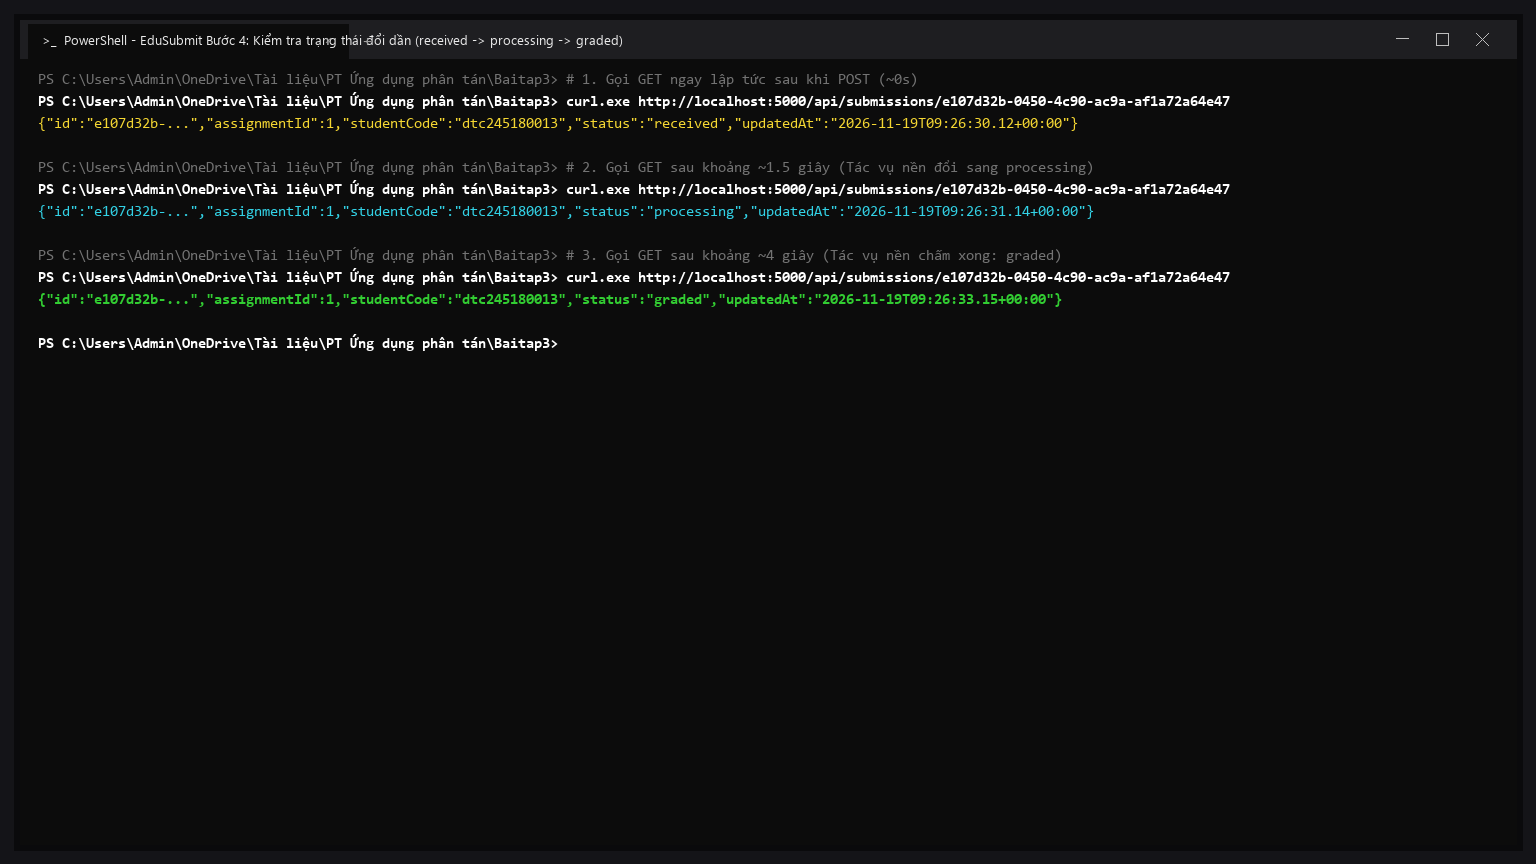 >_ PowerShell - EduSubmit Bước 4: Kiểm tra trạng thái đổi dần (received -> processing -> graded)
PS C:\Users\Admin\OneDrive\Tài liệu\PT Ứng dụng phân tán\Baitap3> # 1. Gọi GET ngay lập tức sau khi POST (~0s)
PS C:\Users\Admin\OneDrive\Tài liệu\PT Ứng dụng phân tán\Baitap3> curl.exe http://localhost:5000/api/submissions/e107d32b-0450-4c90-ac9a-af1a72a64e47
{"id":"e107d32b-...","assignmentId":1,"studentCode":"dtc245180013","status":"received","updatedAt":"2026-11-19T09:26:30.12+00:00"}
PS C:\Users\Admin\OneDrive\Tài liệu\PT Ứng dụng phân tán\Baitap3> # 2. Gọi GET sau khoảng ~1.5 giây (Tác vụ nền đổi sang processing)
PS C:\Users\Admin\OneDrive\Tài liệu\PT Ứng dụng phân tán\Baitap3> curl.exe http://localhost:5000/api/submissions/e107d32b-0450-4c90-ac9a-af1a72a64e47
{"id":"e107d32b-...","assignmentId":1,"studentCode":"dtc245180013","status":"processing","updatedAt":"2026-11-19T09:26:31.14+00:00"}
PS C:\Users\Admin\OneDrive\Tài liệu\PT Ứng dụng phân tán\Baitap3> # 3. Gọi GET sau khoảng ~4 giây (Tác vụ nền chấm xong: graded)
PS C:\Users\Admin\OneDrive\Tài liệu\PT Ứng dụng phân tán\Baitap3> curl.exe http://localhost:5000/api/submissions/e107d32b-0450-4c90-ac9a-af1a72a64e47
{"id":"e107d32b-...","assignmentId":1,"studentCode":"dtc245180013","status":"graded","updatedAt":"2026-11-19T09:26:33.15+00:00"}
PS C:\Users\Admin\OneDrive\Tài liệu\PT Ứng dụng phân tán\Baitap3>